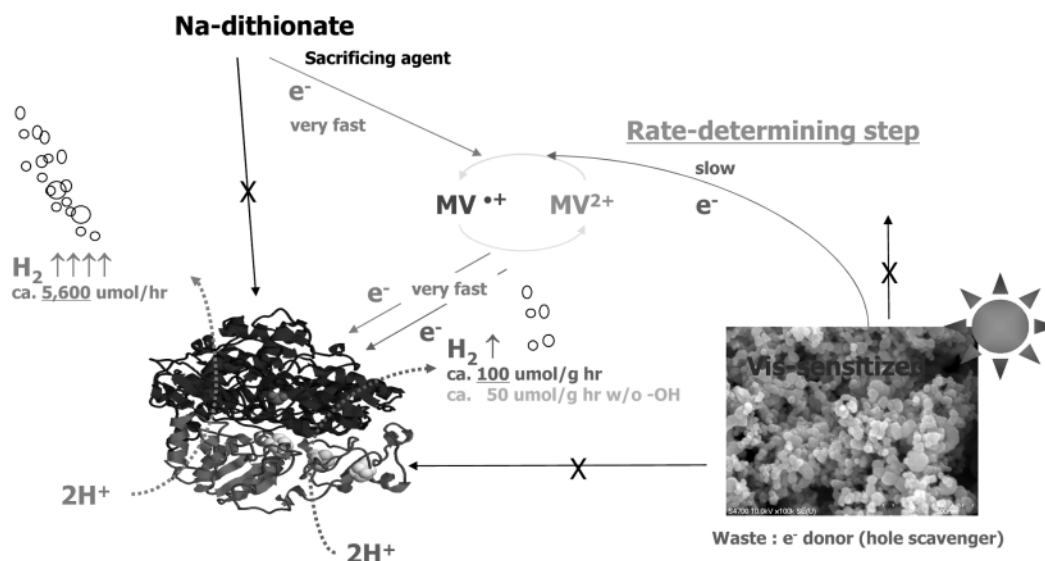 Na-dithionate
Sacrificing agent
e-
very fast
Rate-determining step
slow
e-
MV •+
MV2+
X
X
H2 ↑↑↑↑
ca. 5,600 umol/hr
e-
very fast
e-
H2 ↑
ca. 100 umol/g hr
ca. 50 umol/g hr w/o -OH
Vis-sensitizer
X
2H+
2H+
Waste : e- donor (hole scavenger)